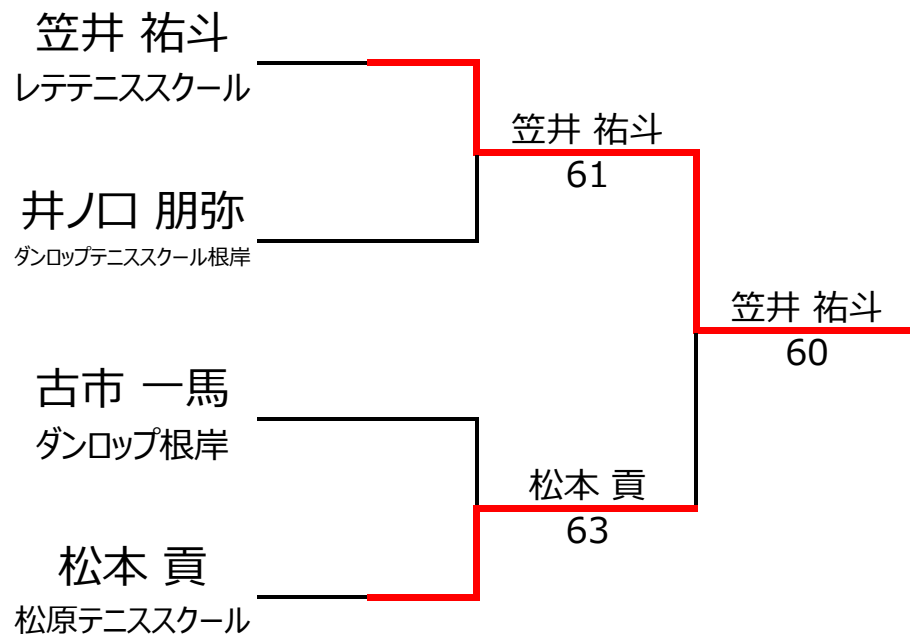 笠井 祐斗
レテテニススクール
笠井 祐斗
61
井ノ口 朋弥
ダンロップテニススクール根岸
笠井 祐斗
60
古市 一馬
ダンロップ根岸
松本 貢
63
松本 貢
松原テニススクール